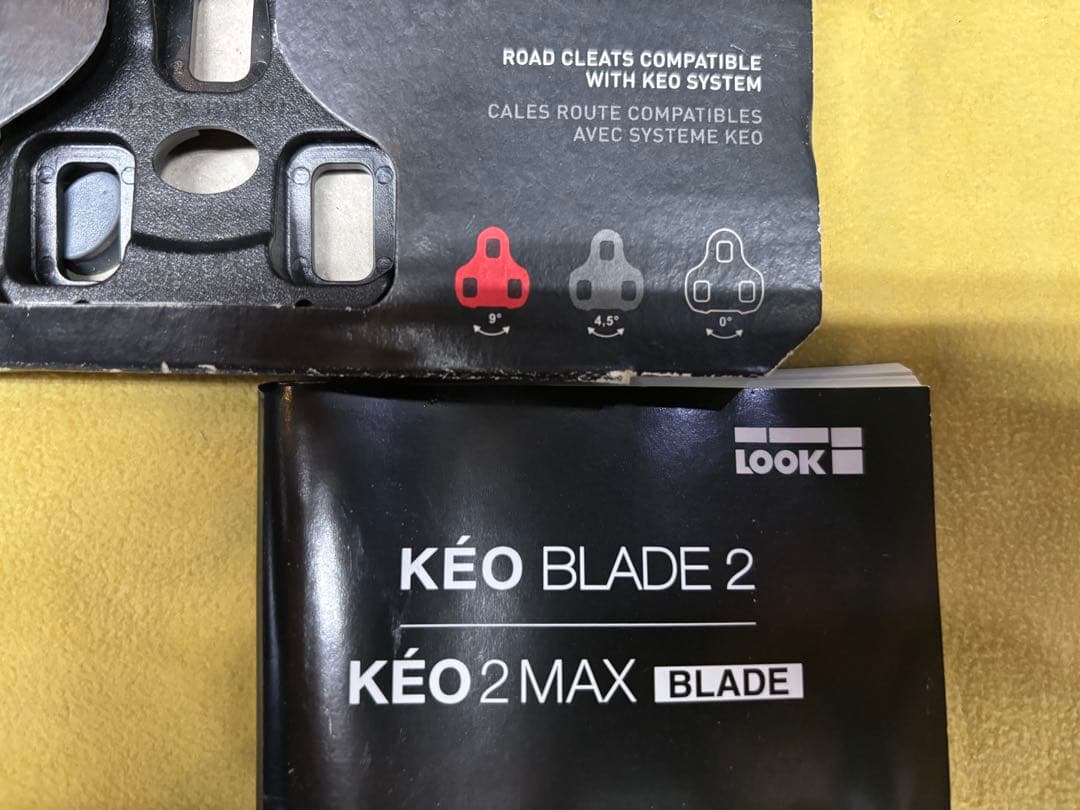 ROAD CLEATS COMPATIBLE
WITH KEO SYSTEM
CALES ROUTE COMPATIBLES
AVEC SYSTEME KEO
9°
4,5°
0°
LOOK
KÉO BLADE 2
KÉO 2 MAX BLADE